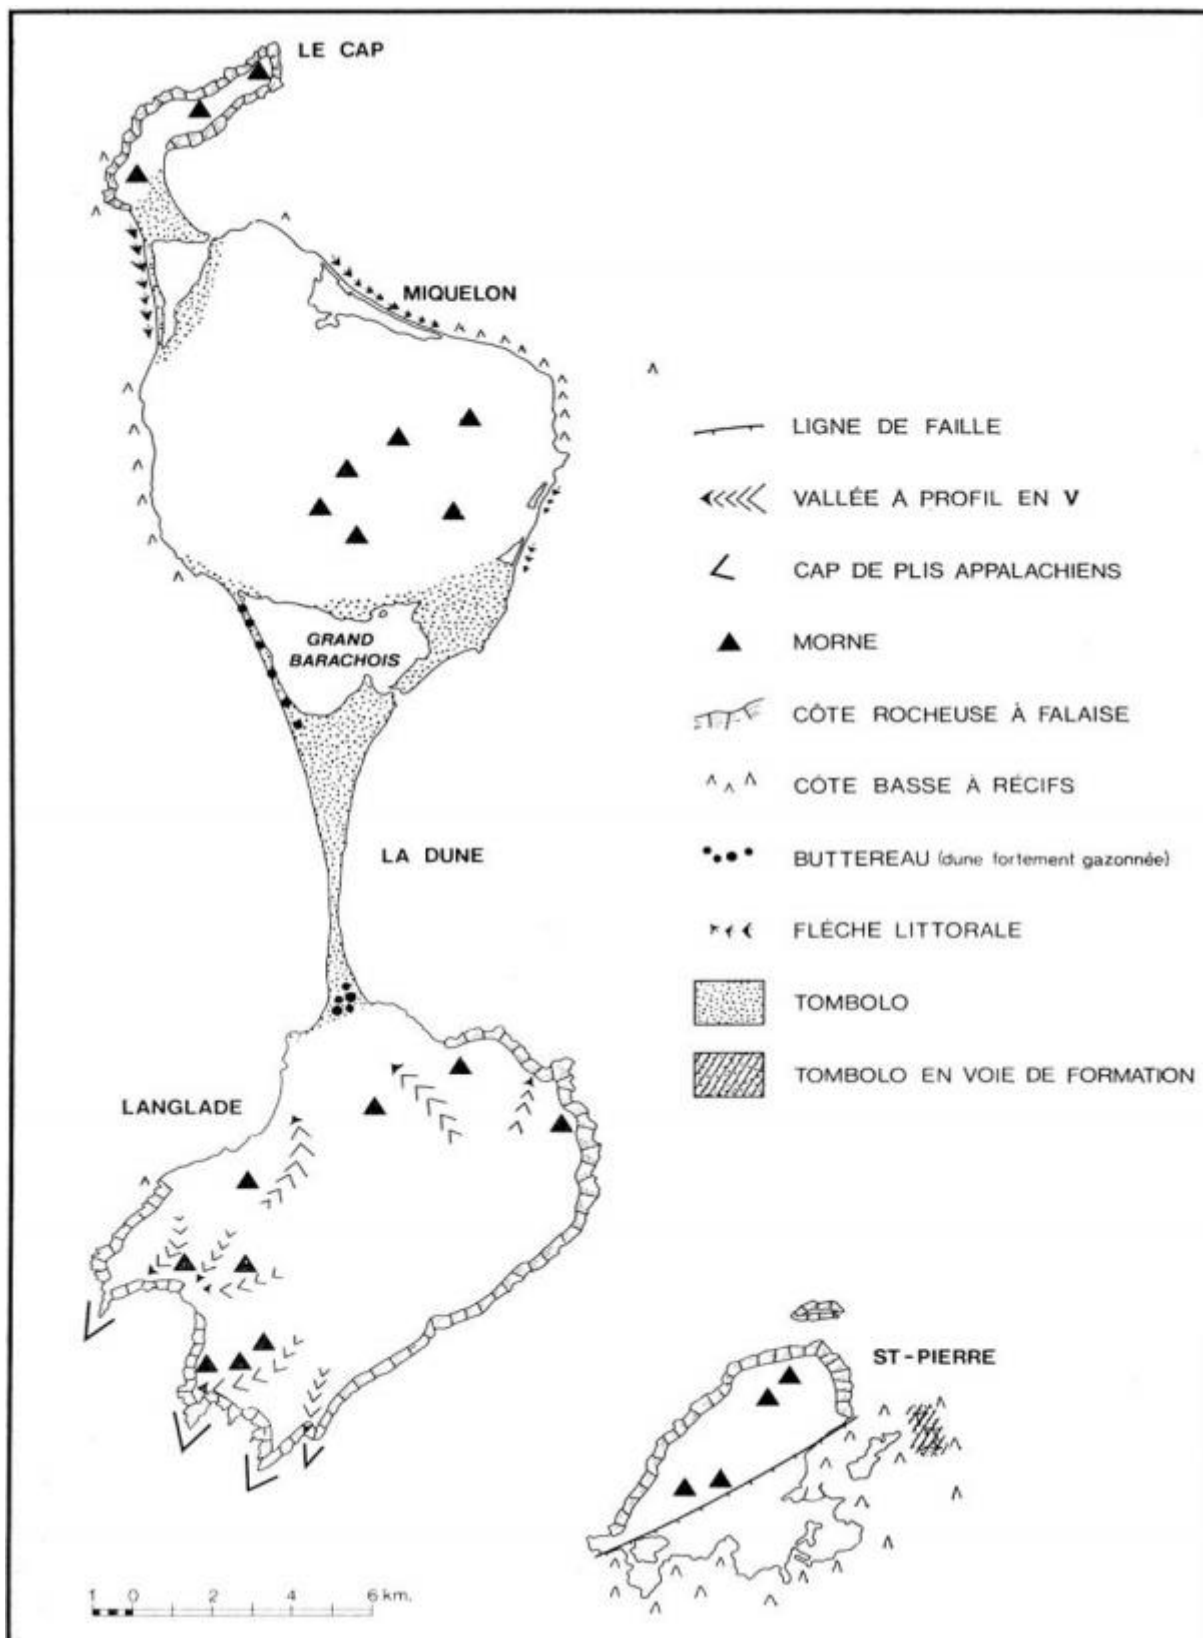 LE CAP
MIQUELON
GRAND
BARACHOIS
LA DUNE
LANGLADE
ST-PIERRE
LIGNE DE FAILLE
VALLÉE À PROFIL EN V
CAP DE PLIS APPALACHIENS
MORNE
CÔTE ROCHEUSE À FALAISE
CÔTE BASSE À RÉCIFS
BUTTEREAU (dune fortement gazonnée)
FLÈCHE LITTORALE
TOMBOLO
TOMBOLO EN VOIE DE FORMATION
1 0 2 4 6 km.